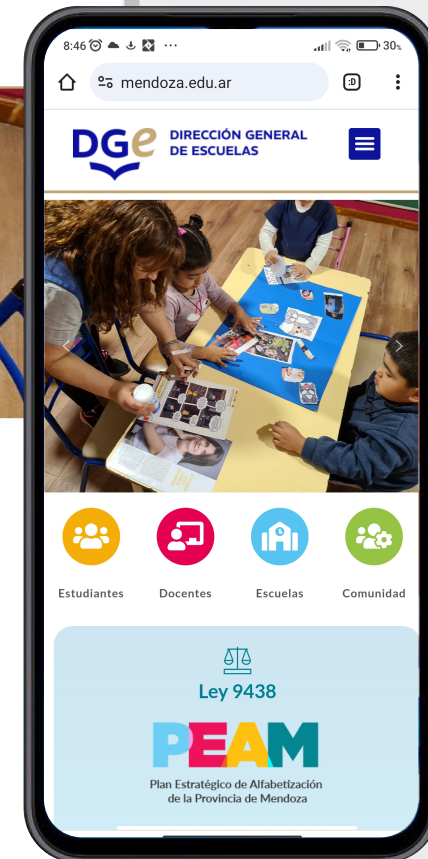 8:46
30%
mendoza.edu.ar
:D
DGe
DIRECCIÓN GENERAL
DE ESCUELAS
Estudiantes Docentes Escuelas Comunidad
Ley 9438
PEAM
Plan Estratégico de Alfabetización
de la Provincia de Mendoza